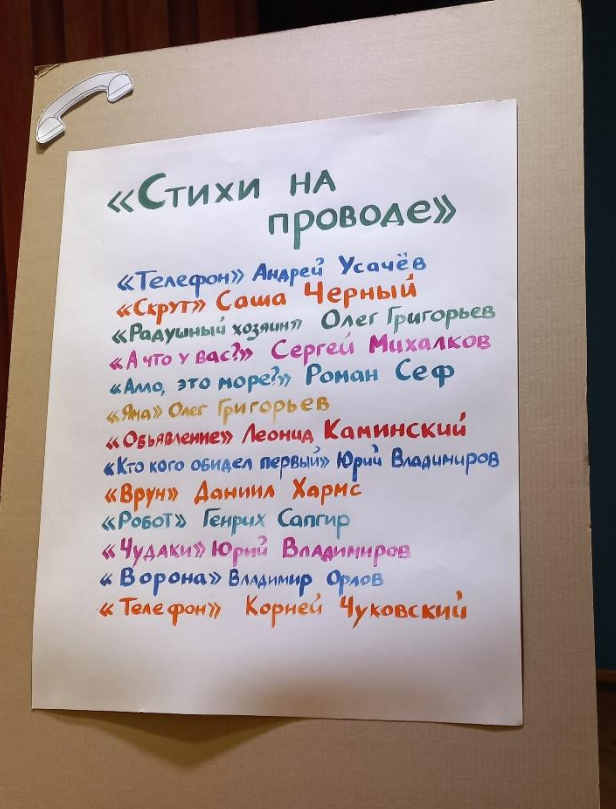 «Стихи на
проводе»
«Телефон» Андрей Усачёв
«Скрут» Саша Черный
«Радушный хозяин» Олег Григорьев
«А что у вас?» Сергей Михалков
«Алло, это море?» Роман Сеф
«Яма» Олег Григорьев
«Объявление» Леонид Каминский
«Кто кого обидел первый» Юрий Владимиров
«Врун» Даниил Хармс
«Робот» Генрих Сапгир
«Чудаки» Юрий Владимиров
«Ворона» Владимир Орлов
«Телефон» Корней Чуковский